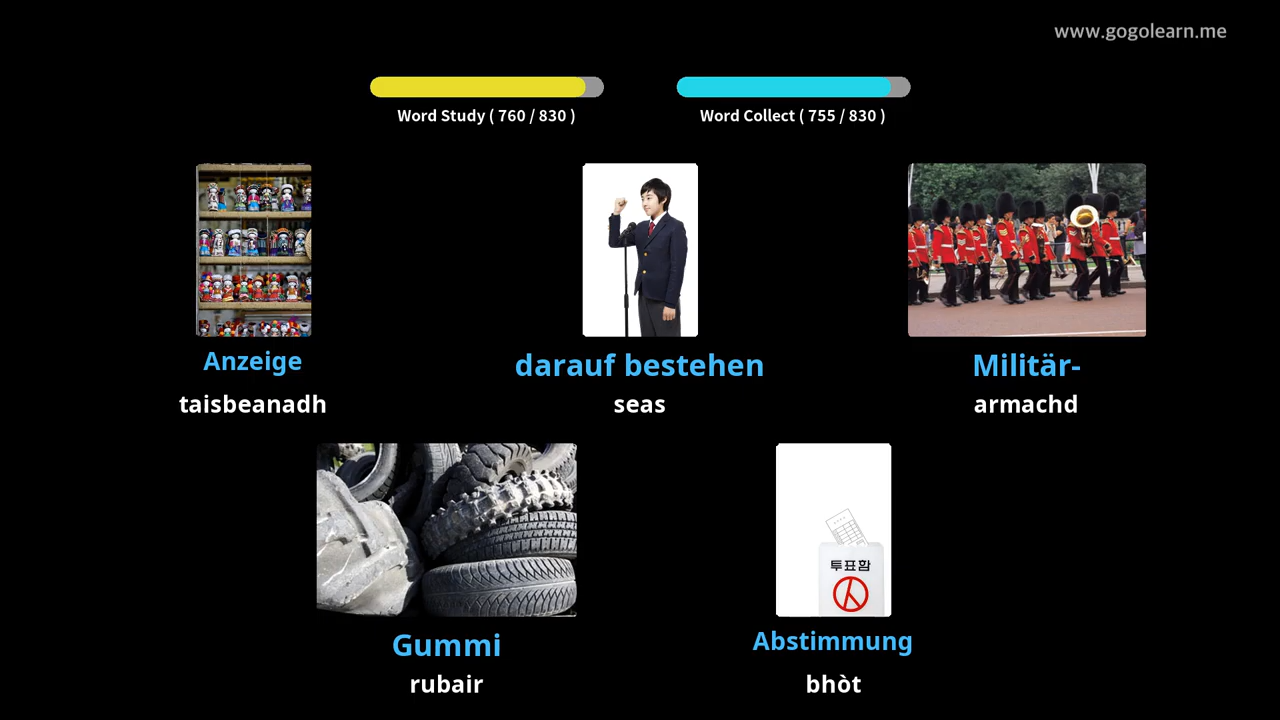 www.gogolearn.me
Word Study ( 760 / 830 )
Word Collect ( 755 / 830 )
Anzeige
taisbeanadh
darauf bestehen
seas
Militär-
armachd
투표함
Gummi
rubair
Abstimmung
bhòt